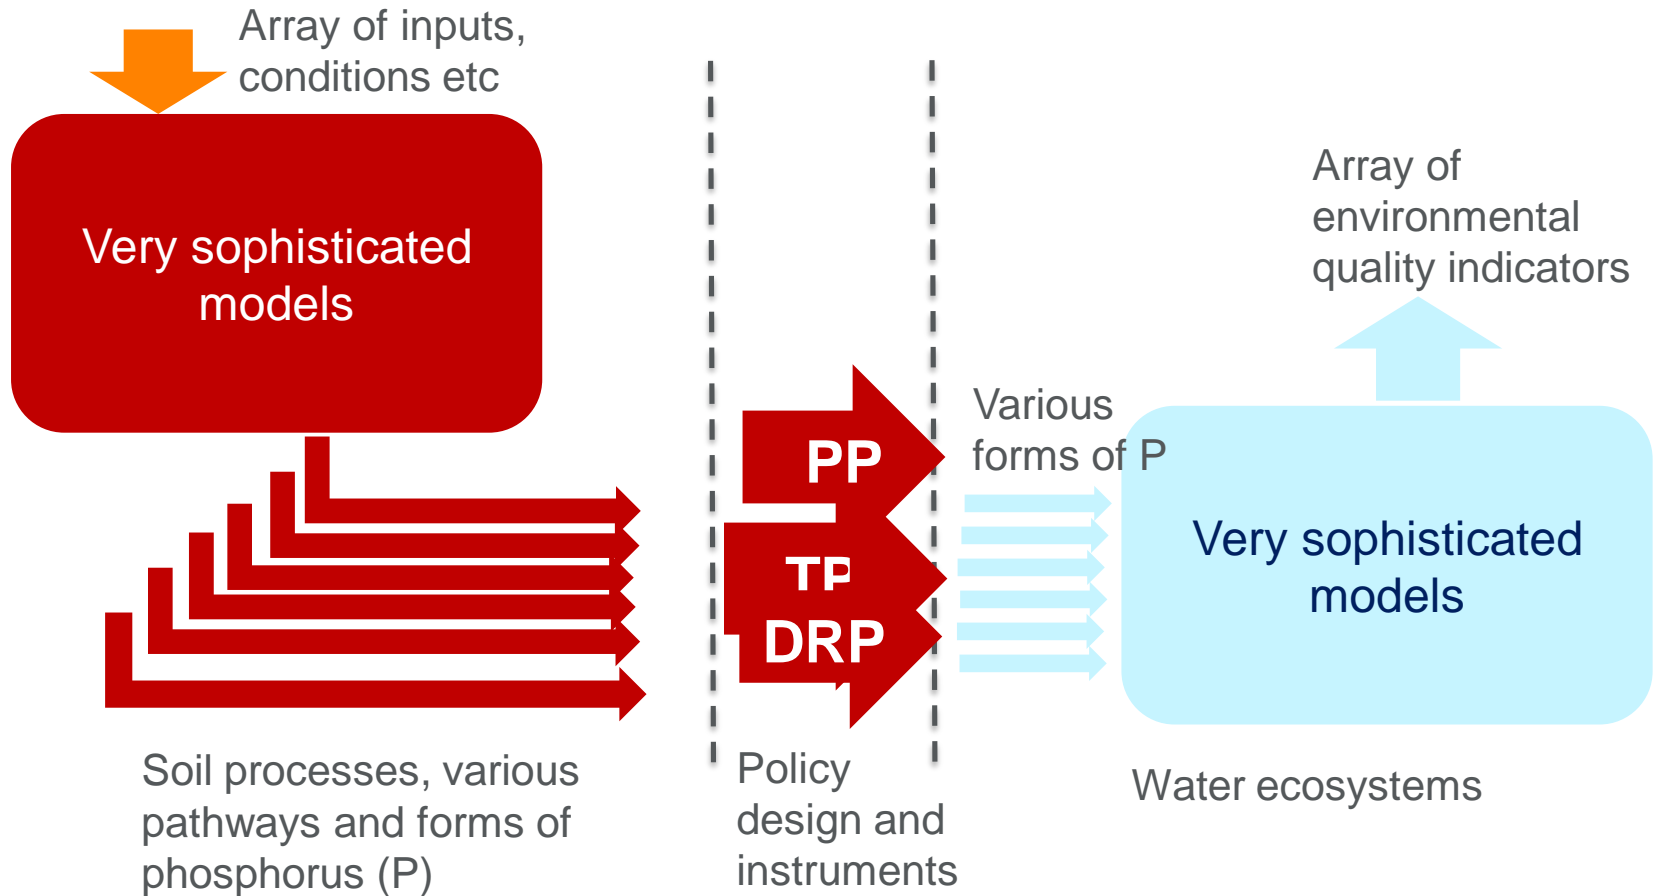 Array of inputs,
conditions etc
Very sophisticated
models
Soil processes, various
pathways and forms of
phosphorus (P)
PP
TP
DRP
Policy
design and
instruments
Various
forms of P
Array of
environmental
quality indicators
Very sophisticated
models
Water ecosystems